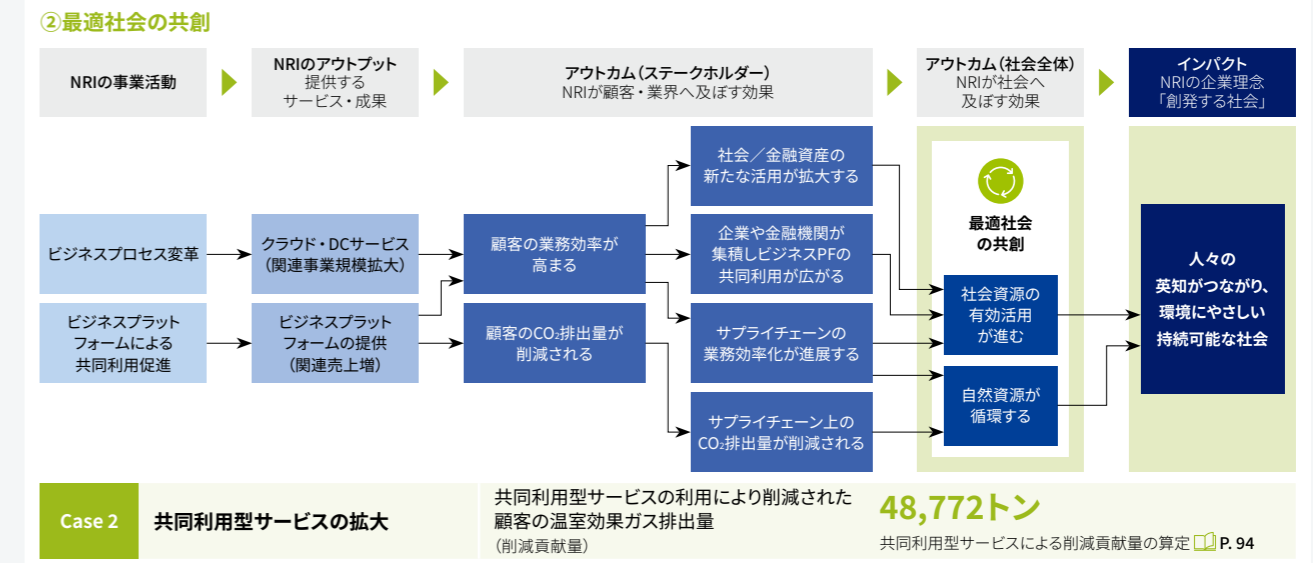 ②最適社会の共創
NRIの事業活動
NRIのアウトプット
提供する
サービス・成果
アウトカム（ステークホルダー）
NRIが顧客・業界へ及ぼす効果
アウトカム（社会全体）
NRIが社会へ
及ぼす効果
インパクト
NRIの企業理念
「創発する社会」
ビジネスプロセス変革
ビジネスプラット
フォームによる
共同利用促進
クラウド・DCサービス
（関連事業規模拡大）
ビジネスプラット
フォームの提供
（関連売上増）
顧客の業務効率が
高まる
顧客のCO₂排出量が
削減される
社会／金融資産の
新たな活用が拡大する
企業や金融機関が
集積しビジネスPFの
共同利用が広がる
サプライチェーンの
業務効率化が進展する
サプライチェーン上の
CO₂排出量が削減される
最適社会
の共創
社会資源の
有効活用
が進む
自然資源が
循環する
人々の
英知がつながり、
環境にやさしい
持続可能な社会
Case 2
共同利用型サービスの拡大
共同利用型サービスの利用により削減された
顧客の温室効果ガス排出量
（削減貢献量）
48,772トン
共同利用型サービスによる削減貢献量の算定 P. 94